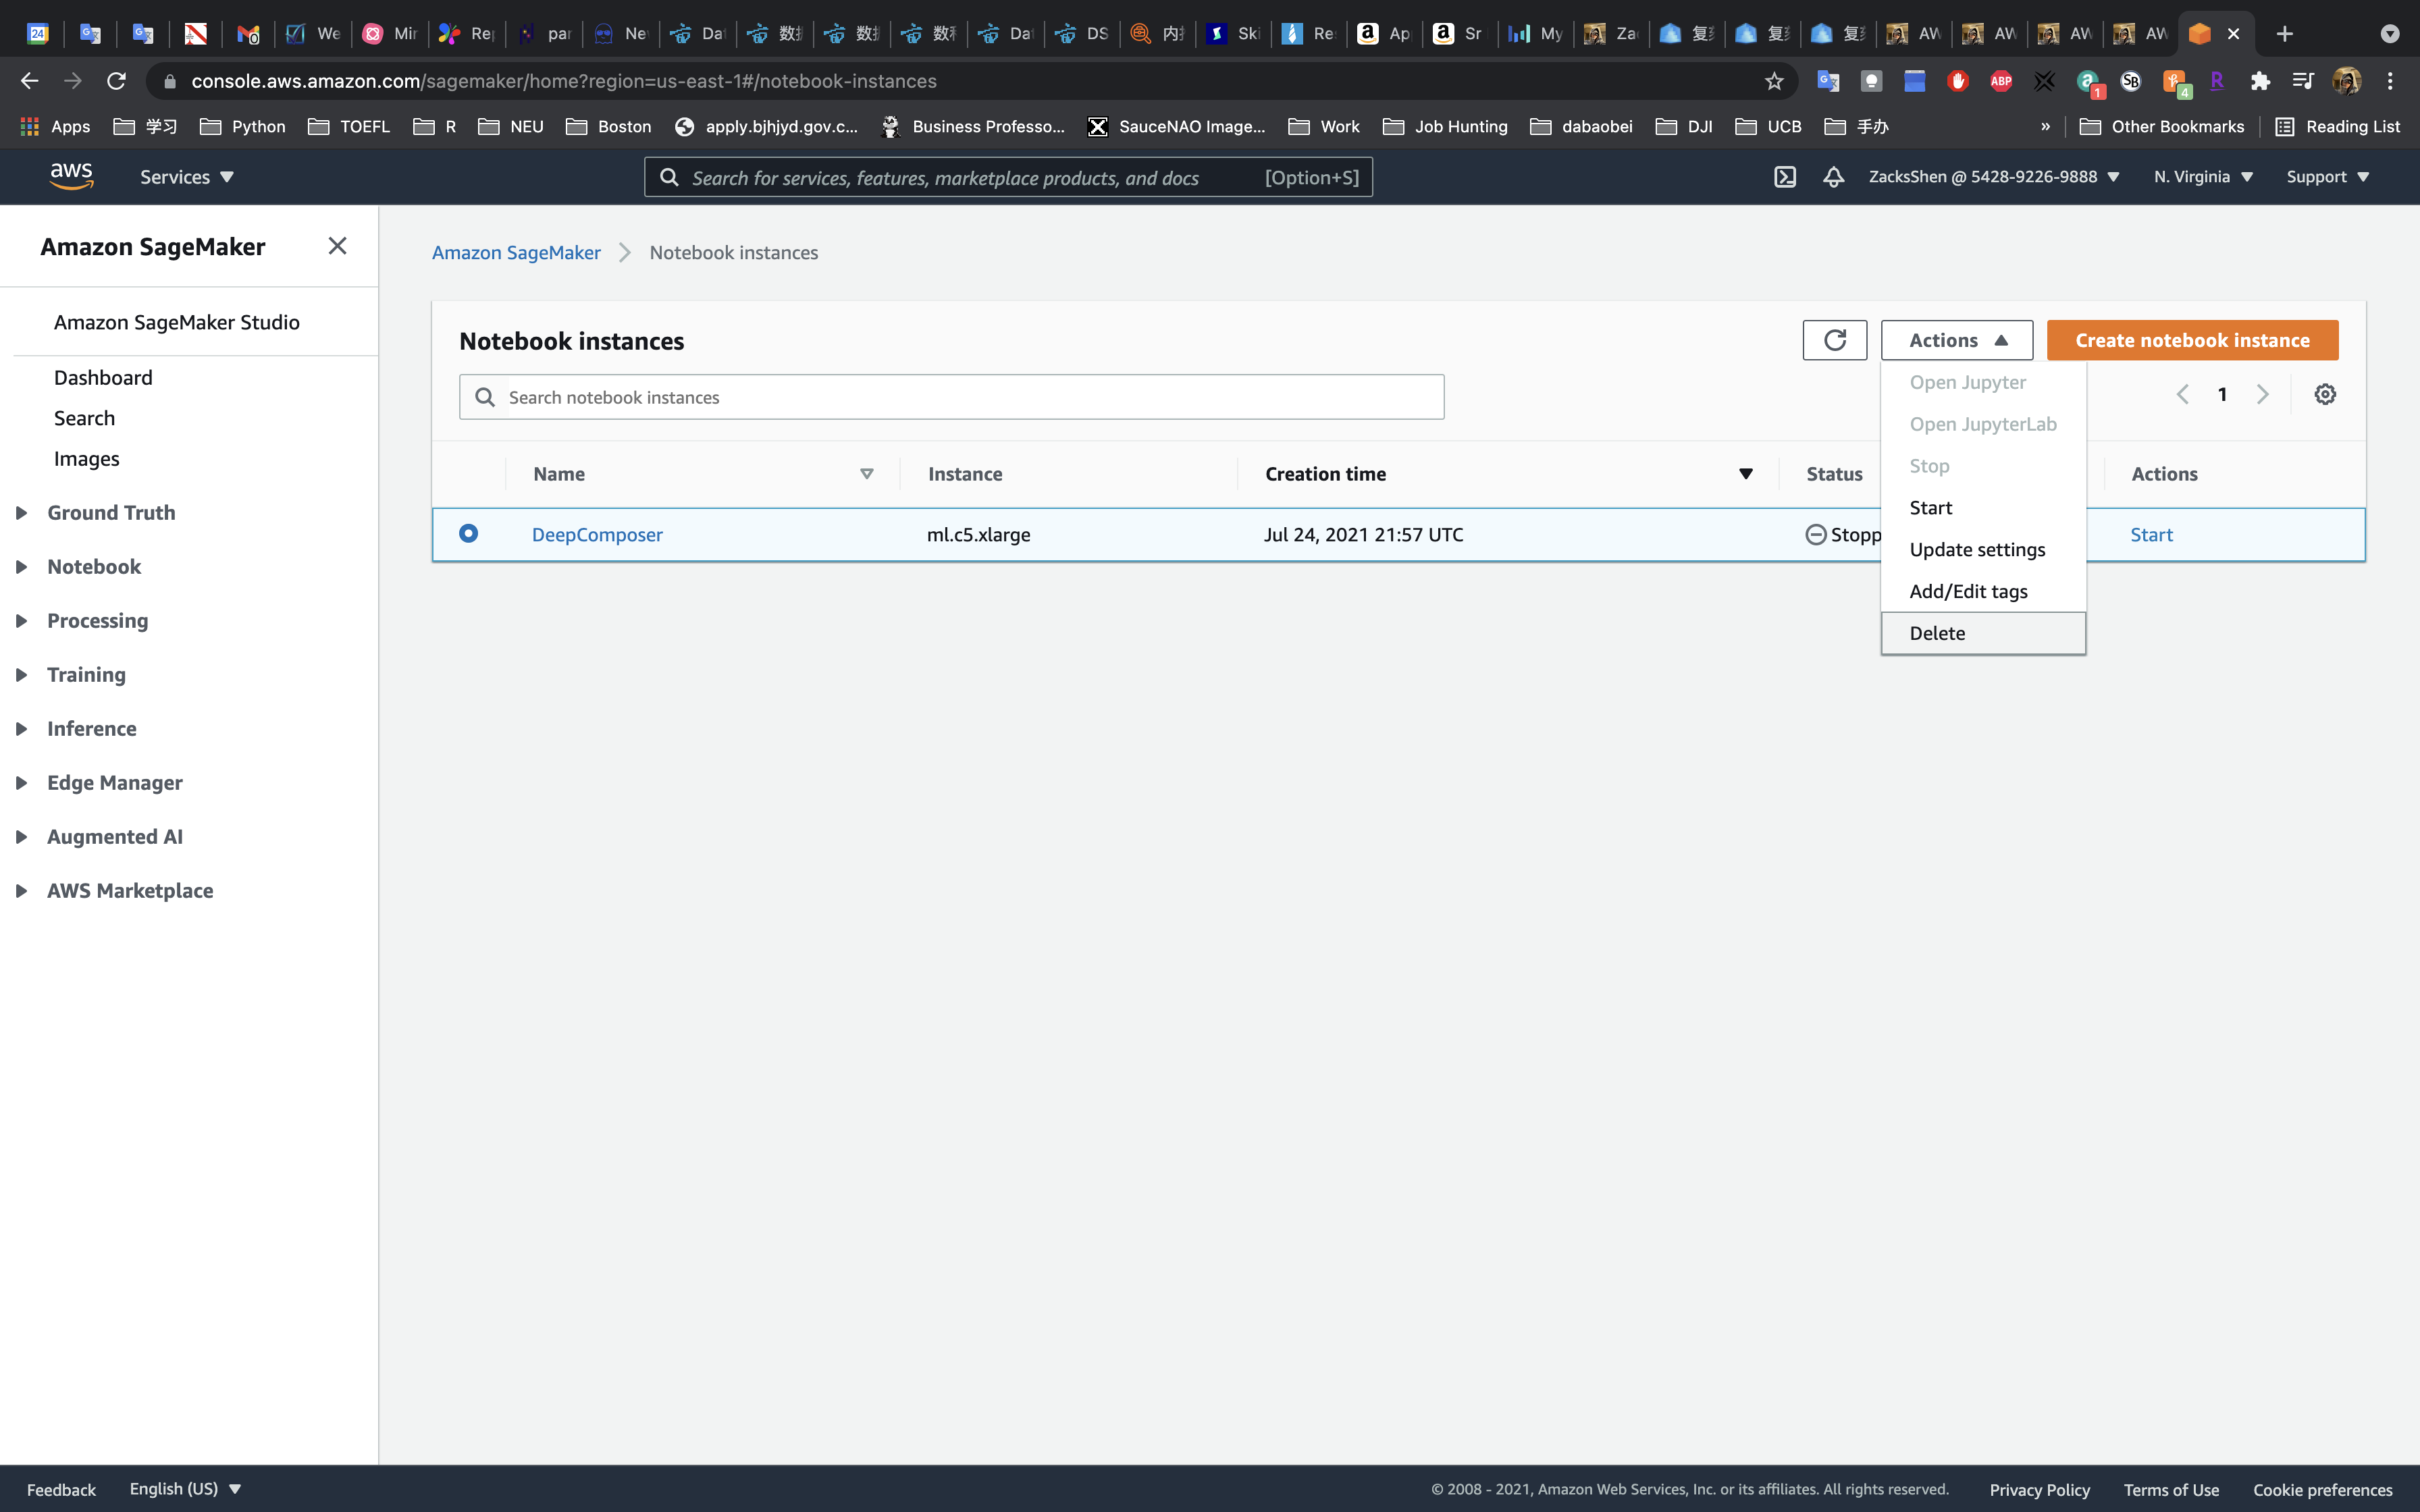 24 We Mir Rep par Ne Da 数 数 数 Da DS 内 Ski Re Ap Sr My Za 复 复 复 AW AW AW AW
console.aws.amazon.com/sagemaker/home?region=us-east-1#/notebook-instances ABP 1 SB 4 R
Apps 学习 Python TOEFL R NEU Boston apply.bjhjyd.gov.c... Business Professo... SauceNAO Image... Work Job Hunting dabaobei DJI UCB 手办 » Other Bookmarks Reading List
aws Services Search for services, features, marketplace products, and docs [Option+S] ZacksShen @ 5428-9226-9888 N. Virginia Support
Amazon SageMaker
Amazon SageMaker Studio
Dashboard
Search
Images
Ground Truth
Notebook
Processing
Training
Inference
Edge Manager
Augmented AI
AWS Marketplace
Amazon SageMaker Notebook instances
Notebook instances
Actions Create notebook instance
Search notebook instances
1
Open Jupyter
Open JupyterLab
Stop
Start
Update settings
Add/Edit tags
Delete
Name Instance Creation time Status Actions
DeepComposer ml.c5.xlarge Jul 24, 2021 21:57 UTC Stopp Start
Feedback English (US) © 2008 - 2021, Amazon Web Services, Inc. or its affiliates. All rights reserved. Privacy Policy Terms of Use Cookie preferences